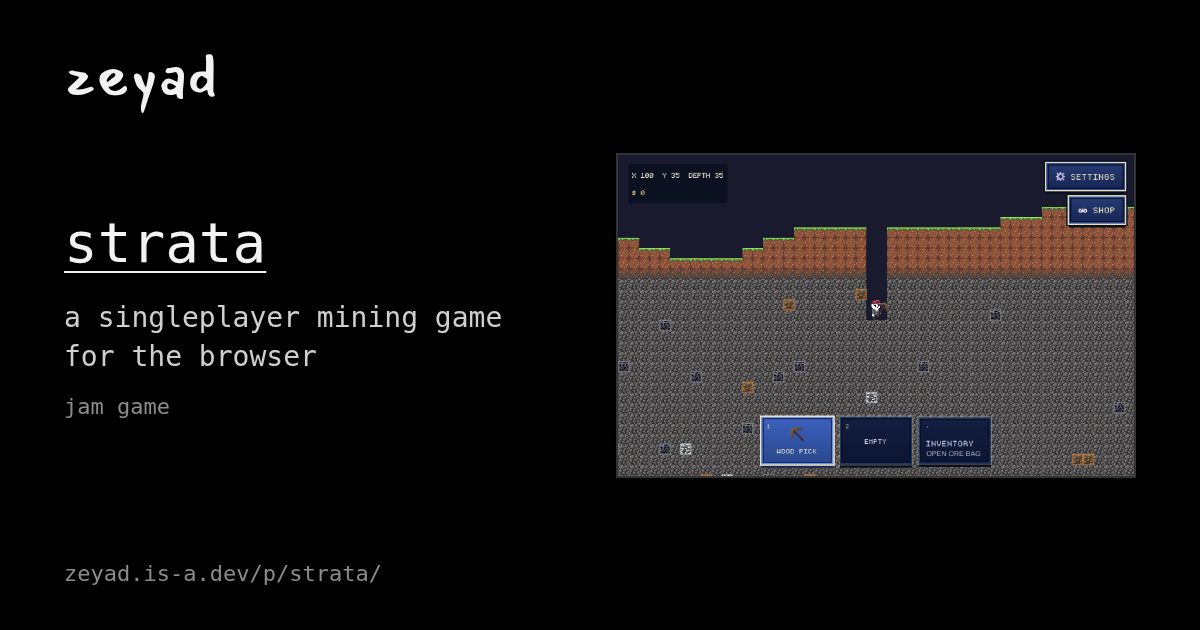 zeyad
strata
a singleplayer mining game
for the browser
jam game
zeyad.is-a.dev/p/strata/
X 100 Y 35 DEPTH 35
$ 0
SETTINGS
SHOP
1
WOOD PICK
2
EMPTY
INVENTORY
OPEN ORE BAG